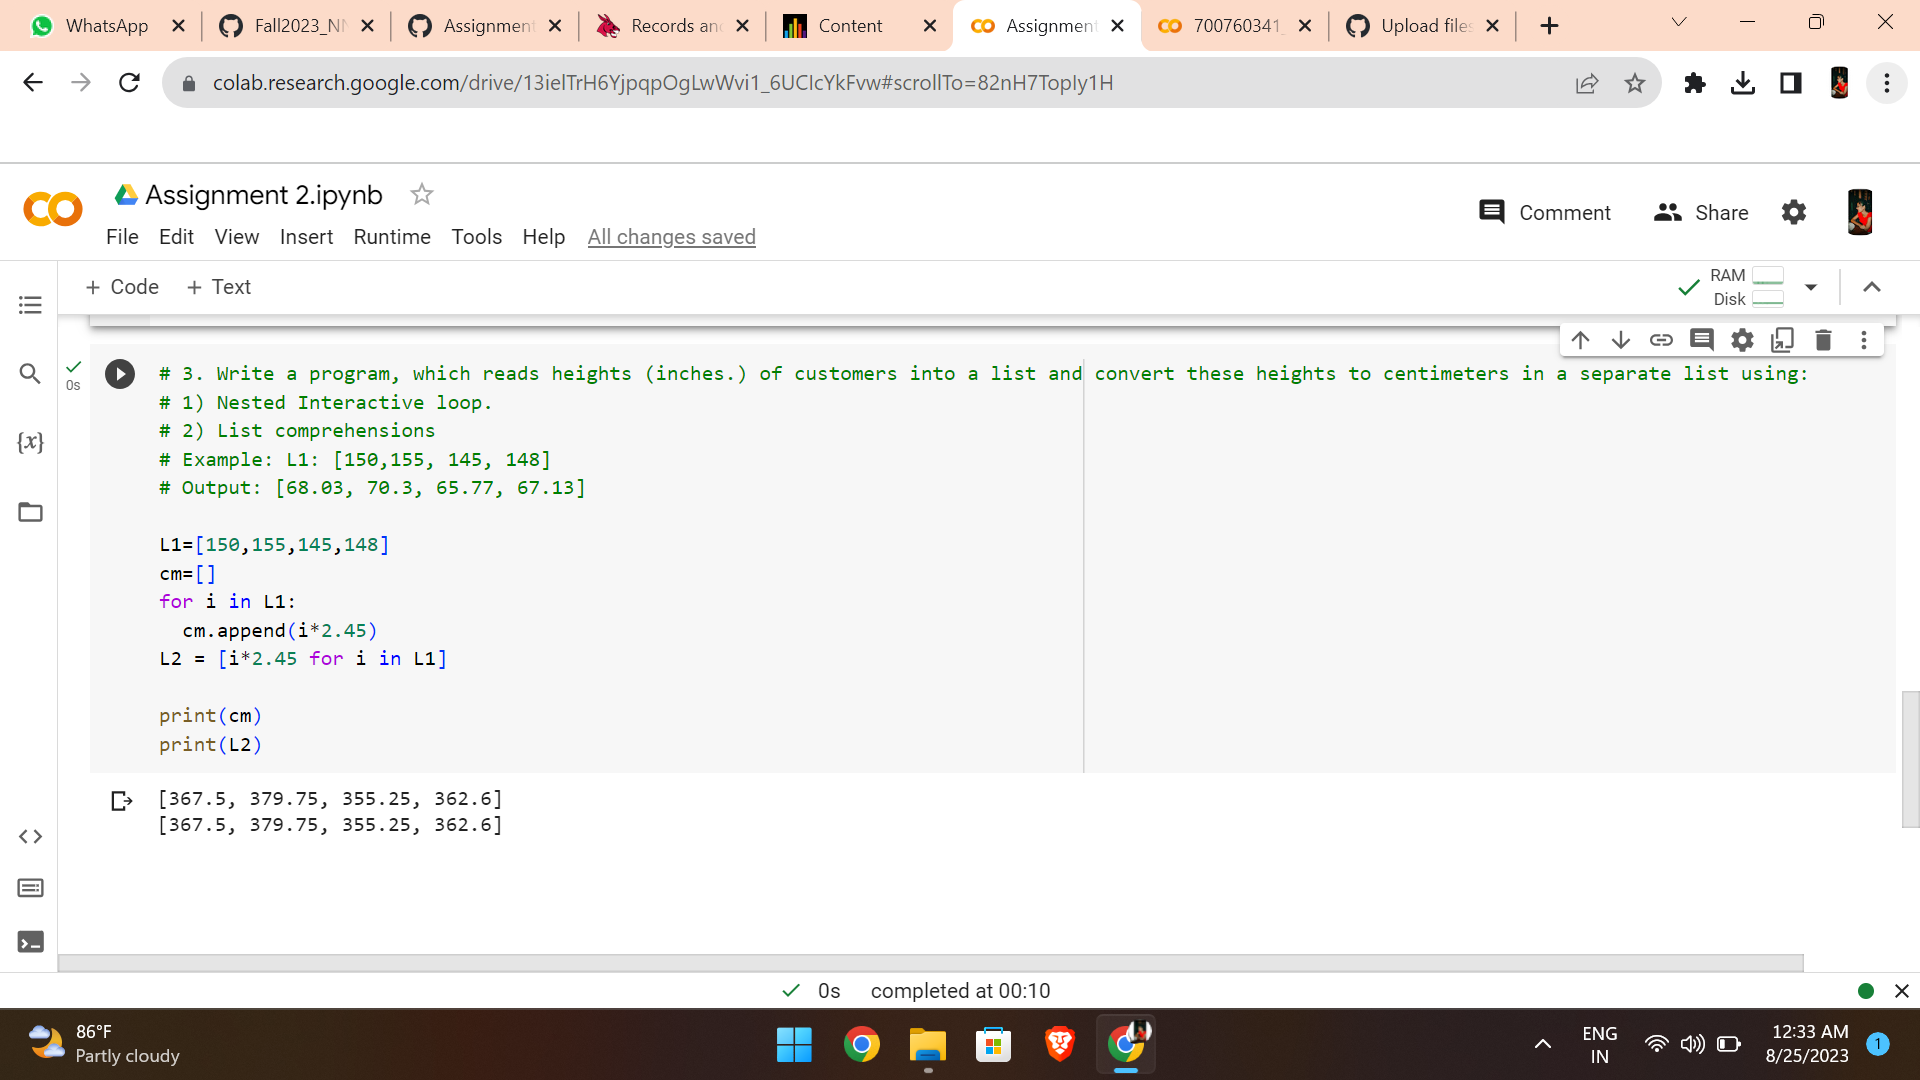 WhatsApp
Fall2023_NN
Assignment
Records and
Content
Assignment
700760341_
Upload files
colab.research.google.com/drive/13ielTrH6YjpqpOgLwWvi1_6UCIcYkFvw#scrollTo=82nH7TopIy1H
Assignment 2.ipynb
File Edit View Insert Runtime Tools Help All changes saved
Comment
Share
+ Code + Text
RAM
Disk
0s
# 3. Write a program, which reads heights (inches.) of customers into a list and convert these heights to centimeters in a separate list using:
# 1) Nested Interactive loop.
# 2) List comprehensions
# Example: L1: [150,155, 145, 148]
# Output: [68.03, 70.3, 65.77, 67.13]
L1=[150,155,145,148]
cm=[]
for i in L1:
cm.append(i*2.45)
L2 = [i*2.45 for i in L1]
print(cm)
print(L2)
[367.5, 379.75, 355.25, 362.6]
[367.5, 379.75, 355.25, 362.6]
{x}
0s completed at 00:10
86°F
Partly cloudy
ENG
IN
12:33 AM
8/25/2023
1